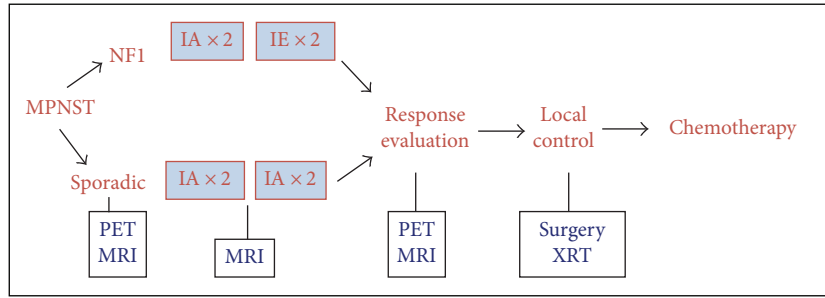 NF1
IA × 2
IE × 2
MPNST
Response
evaluation
Local
control
Chemotherapy
Sporadic
IA × 2
IA × 2
PET
MRI
MRI
PET
MRI
Surgery
XRT